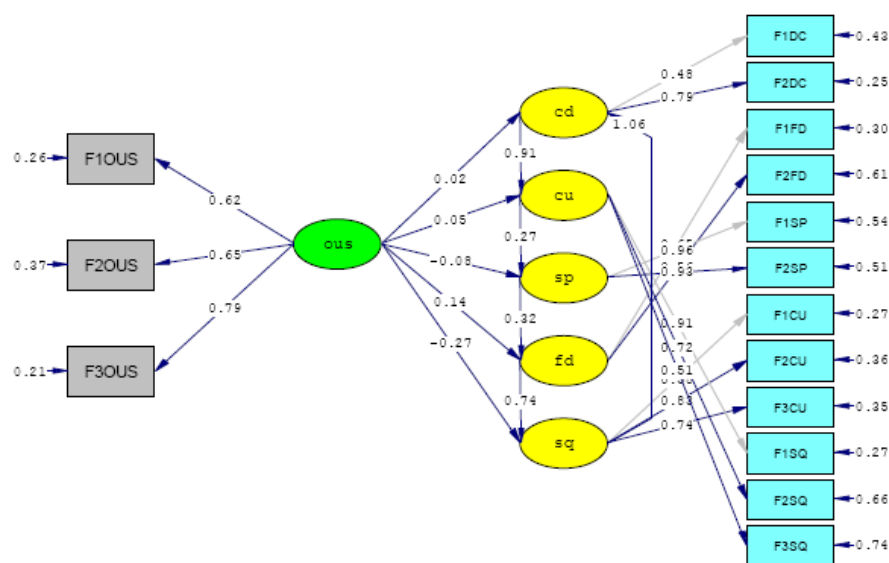 F1DC
0.43
0.48
F2DC
0.25
0.79
cd
1.06
F1FD
0.30
0.26
F1OUS
0.91
F2FD
0.61
0.02
0.62
cu
F1SP
0.54
0.05
ous
0.27
0.96
F2SP
0.51
0.37
F2OUS
0.65
-0.08
sp
0.93
0.79
0.14
0.32
F1CU
0.27
0.91
-0.27
0.72
F2CU
0.36
fd
0.51
0.21
F3OUS
0.74
0.83
F3CU
0.35
0.74
sq
F1SQ
0.27
F2SQ
0.66
F3SQ
0.74